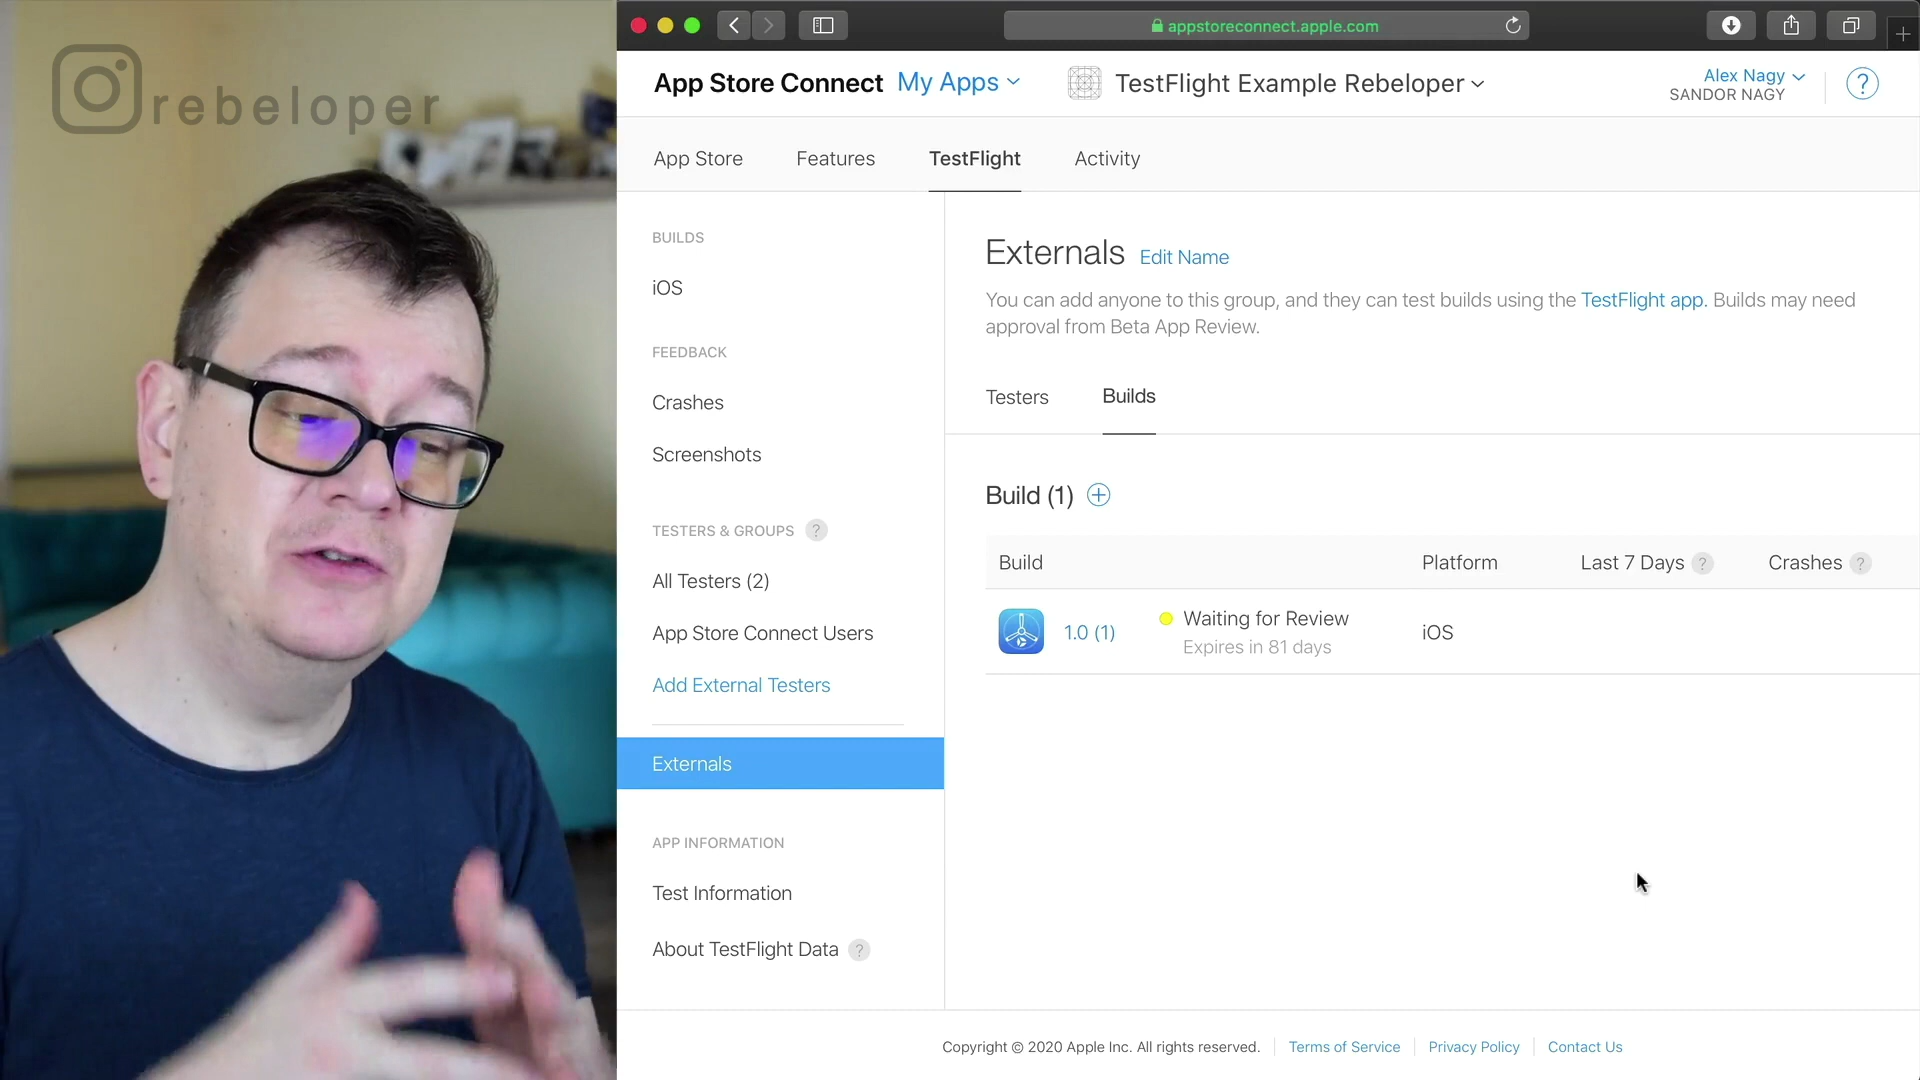 rebeloper
appstoreconnect.apple.com
App Store Connect My Apps TestFlight Example Rebeloper
Alex Nagy
SANDOR NAGY
?
App Store Features TestFlight Activity
BUILDS
iOS
FEEDBACK
Crashes
Screenshots
TESTERS & GROUPS ?
All Testers (2)
App Store Connect Users
Add External Testers
Externals
APP INFORMATION
Test Information
About TestFlight Data ?
Externals Edit Name
You can add anyone to this group, and they can test builds using the TestFlight app. Builds may need
approval from Beta App Review.
Testers Builds
Build (1)
Build Platform Last 7 Days ? Crashes ?
1.0 (1) Waiting for Review iOS
Expires in 81 days
Copyright © 2020 Apple Inc. All rights reserved. Terms of Service Privacy Policy Contact Us